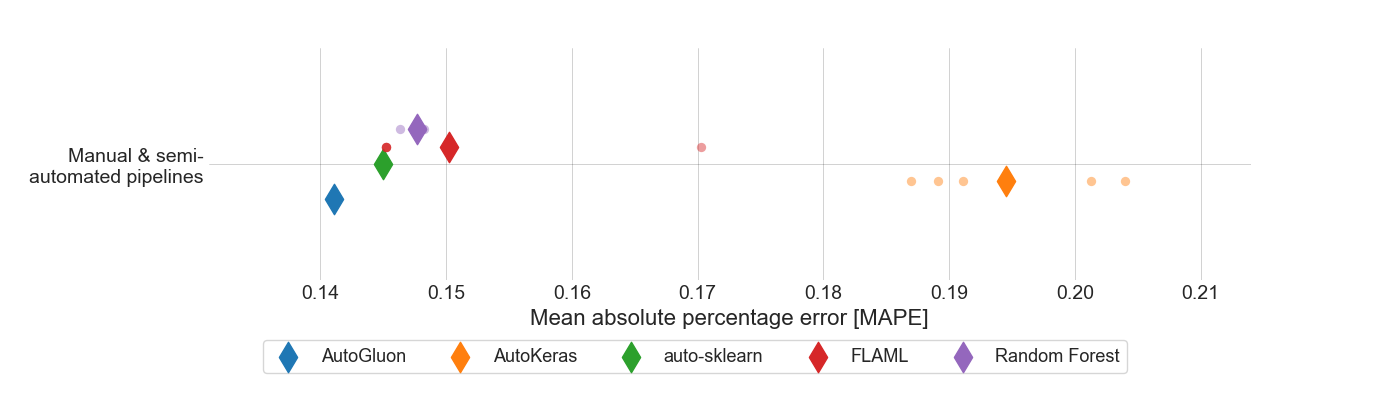 Manual & semi-
automated pipelines
0.14 0.15 0.16 0.17 0.18 0.19 0.20 0.21
Mean absolute percentage error [MAPE]
AutoGluon AutoKeras auto-sklearn FLAML Random Forest